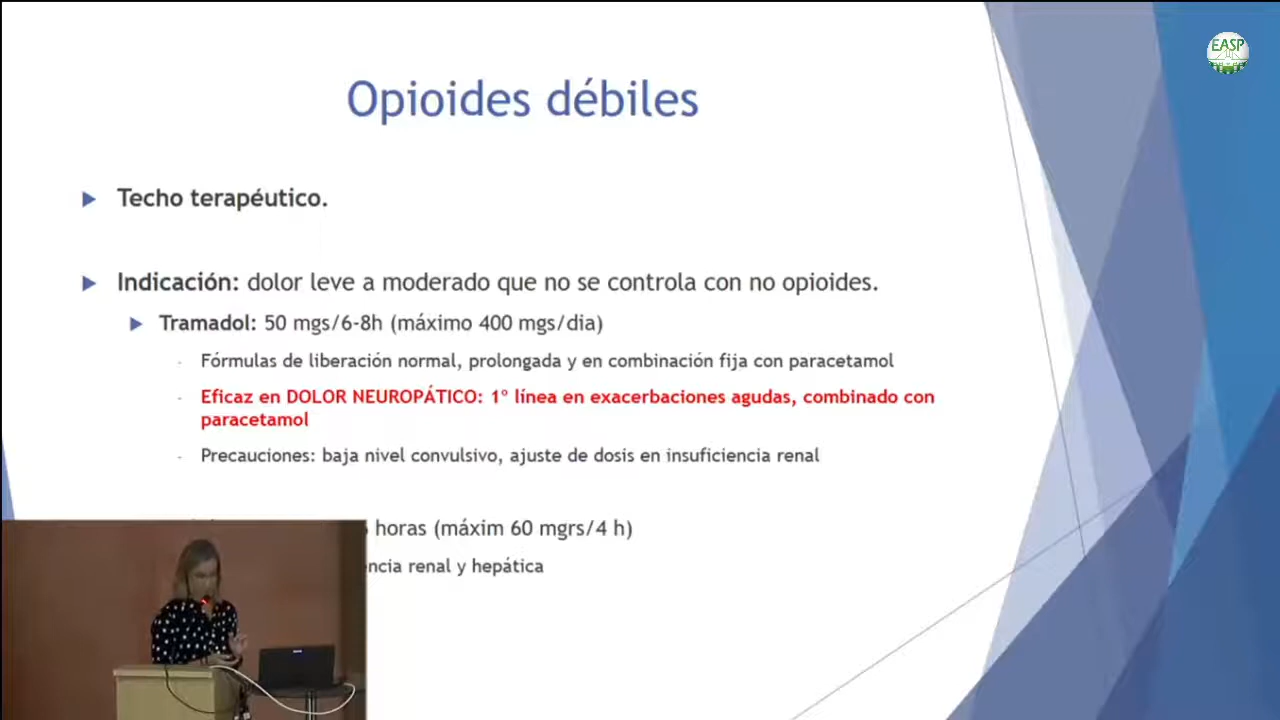 EASP
Opioides débiles
Techo terapéutico.
Indicación: dolor leve a moderado que no se controla con no opioides.
Tramadol: 50 mgs/6-8h (máximo 400 mgs/dia)
Fórmulas de liberación normal, prolongada y en combinación fija con paracetamol
Eficaz en DOLOR NEUROPÁTICO: 1º línea en exacerbaciones agudas, combinado con
paracetamol
Precauciones: baja nivel convulsivo, ajuste de dosis en insuficiencia renal
horas (máxim 60 mgrs/4 h)
renal y hepática